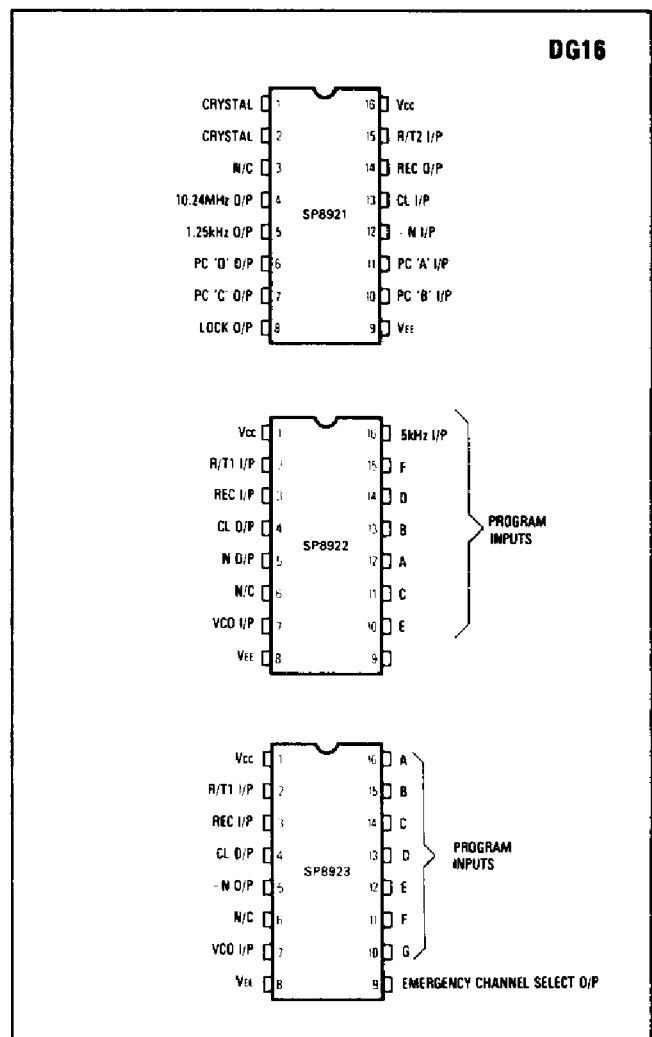 DG16
CRYSTAL 1 16 Vcc
CRYSTAL 2 15 R/T2 I/P
N/C 3 14 REC O/P
10.24MHz O/P 4 13 CL I/P
SP8921
1.25kHz O/P 5 12 -N I/P
PC 'D' O/P 6 11 PC 'A' I/P
PC 'C' O/P 7 10 PC 'B' I/P
LOCK O/P 8 9 VEE
Vcc 1 16 5kHz I/P
R/T1 I/P 2 15 F
REC I/P 3 14 D
CL O/P 4 13 B
PROGRAM
INPUTS
SP8922
N O/P 5 12 A
N/C 6 11 C
VCO I/P 7 10 E
VEE 8 9
Vcc 1 16 A
R/T1 I/P 2 15 B
REC I/P 3 14 C
CL O/P 4 13 D
PROGRAM
INPUTS
SP8923
-N O/P 5 12 E
N/C 6 11 F
VCO I/P 7 10 G
VEE 8 9 EMERGENCY CHANNEL SELECT O/P